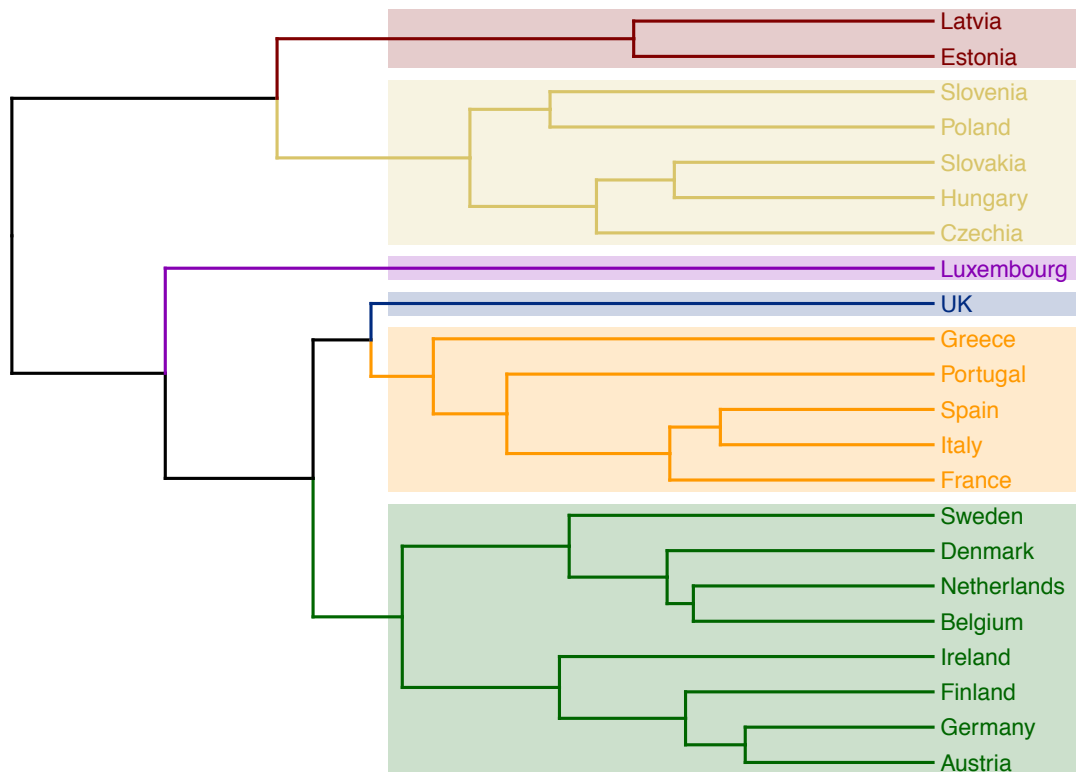 Latvia
Estonia
Slovenia
Poland
Slovakia
Hungary
Czechia
Luxembourg
UK
Greece
Portugal
Spain
Italy
France
Sweden
Denmark
Netherlands
Belgium
Ireland
Finland
Germany
Austria